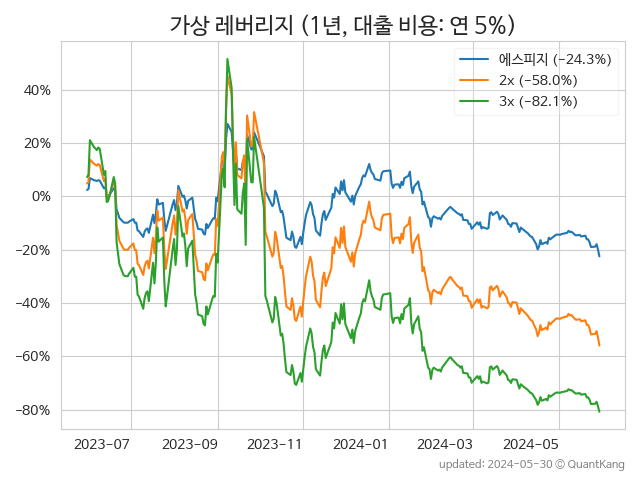 가상 레버리지 (1년, 대출 비용: 연 5%)
에스피지 (−24.3%)
2x (−58.0%)
3x (−82.1%)
40%
20%
0%
−20%
−40%
−60%
−80%
2023-07 2023-09 2023-11 2024-01 2024-03 2024-05
updated: 2024-05-30 © QuantKang